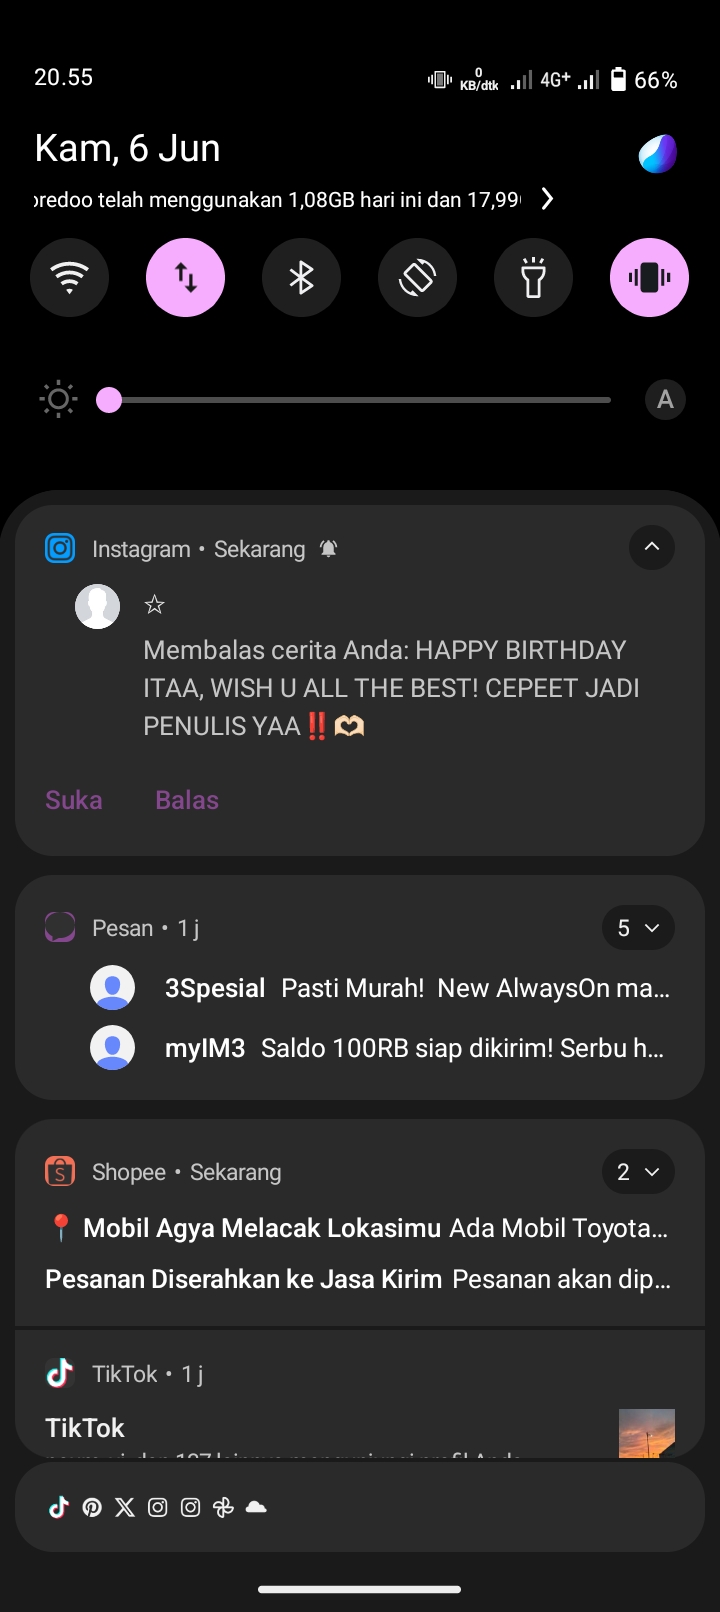 20.55
0
KB/dtk
4G+
66%
Kam, 6 Jun
oredoo telah menggunakan 1,08GB hari ini dan 17,99
A
Instagram • Sekarang
☆
Membalas cerita Anda: HAPPY BIRTHDAY
ITAA, WISH U ALL THE BEST! CEPEET JADI
PENULIS YAA‼️🫶🏻
Suka Balas
Pesan • 1 j 5
3Spesial Pasti Murah! New AlwaysOn ma...
myIM3 Saldo 100RB siap dikirim! Serbu h...
Shopee • Sekarang 2
📍 Mobil Agya Melacak Lokasimu Ada Mobil Toyota...
Pesanan Diserahkan ke Jasa Kirim Pesanan akan dip...
TikTok • 1 j
TikTok